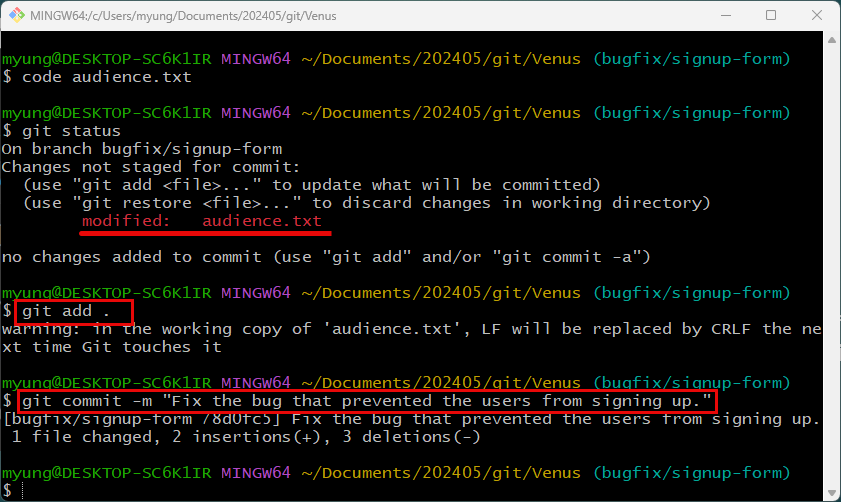 MINGW64:/c/Users/myung/Documents/202405/git/Venus
myung@DESKTOP-SC6K1IR MINGW64 ~/Documents/202405/git/Venus (bugfix/signup-form)
$ code audience.txt
myung@DESKTOP-SC6K1IR MINGW64 ~/Documents/202405/git/Venus (bugfix/signup-form)
$ git status
On branch bugfix/signup-form
Changes not staged for commit:
  (use "git add <file>..." to update what will be committed)
  (use "git restore <file>..." to discard changes in working directory)
        modified:   audience.txt
no changes added to commit (use "git add" and/or "git commit -a")
myung@DESKTOP-SC6K1IR MINGW64 ~/Documents/202405/git/Venus (bugfix/signup-form)
$ git add .
warning: in the working copy of 'audience.txt', LF will be replaced by CRLF the ne
xt time Git touches it
myung@DESKTOP-SC6K1IR MINGW64 ~/Documents/202405/git/Venus (bugfix/signup-form)
$ git commit -m "Fix the bug that prevented the users from signing up."
[bugfix/signup-form 78d0fc5] Fix the bug that prevented the users from signing up.
 1 file changed, 2 insertions(+), 3 deletions(-)
myung@DESKTOP-SC6K1IR MINGW64 ~/Documents/202405/git/Venus (bugfix/signup-form)
$